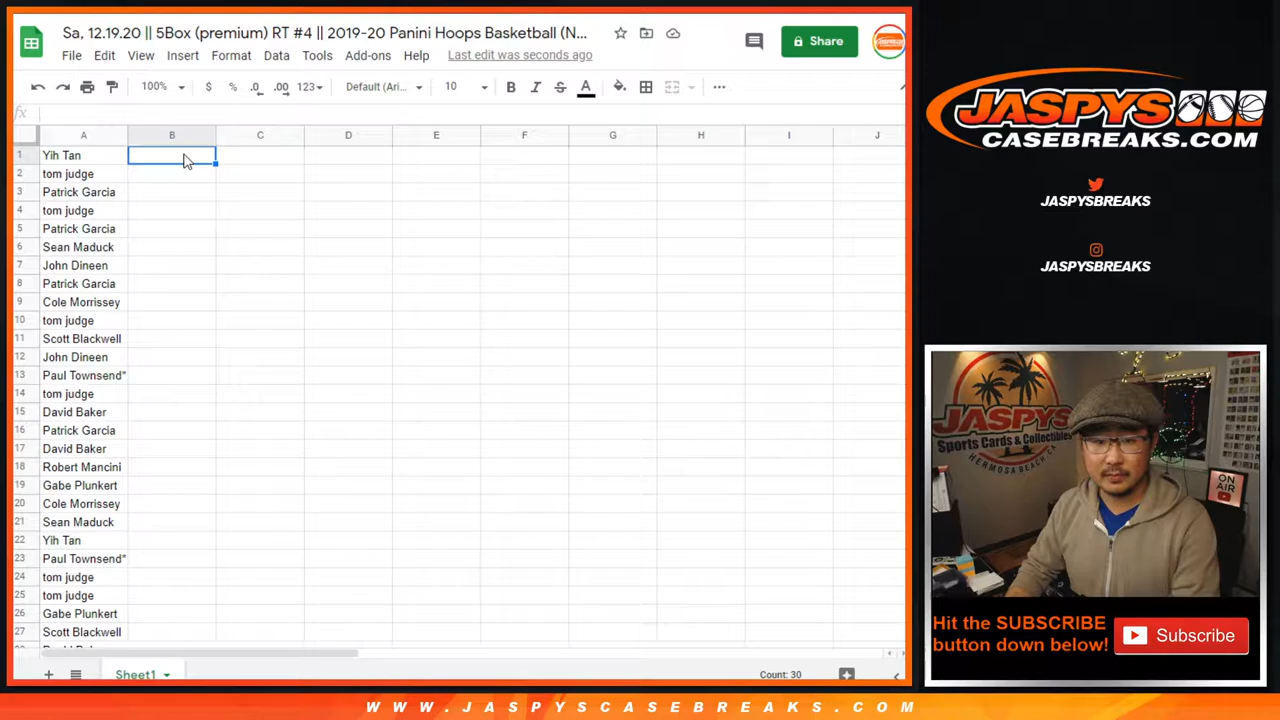 Sa, 12.19.20 || 5Box (premium) RT #4 || 2019-20 Panini Hoops Basketball (N...
File Edit View Insert Format Data Tools Add-ons Help Last edit was seconds ago
Share
100% $ % .0 .00 123 Default (Ari... 10 B I S A
fx
A B C D E F G H I J
1 Yih Tan
2 tom judge
3 Patrick Garcia
4 tom judge
5 Patrick Garcia
6 Sean Maduck
7 John Dineen
8 Patrick Garcia
9 Cole Morrissey
10 tom judge
11 Scott Blackwell
12 John Dineen
13 Paul Townsend*
14 tom judge
15 David Baker
16 Patrick Garcia
17 David Baker
18 Robert Mancini
19 Gabe Plunkert
20 Cole Morrissey
21 Sean Maduck
22 Yih Tan
23 Paul Townsend*
24 tom judge
25 tom judge
26 Gabe Plunkert
27 Scott Blackwell
Sheet1
Count: 30
JASPYS
CASEBREAKS.COM
JASPYSBREAKS
JASPYSBREAKS
JASPYS
Sports Cards & Collectibles
HERMOSA BEACH, CA
ON AIR
Hit the SUBSCRIBE
button down below!
Subscribe
WWW.JASPYSCASEBREAKS.COM